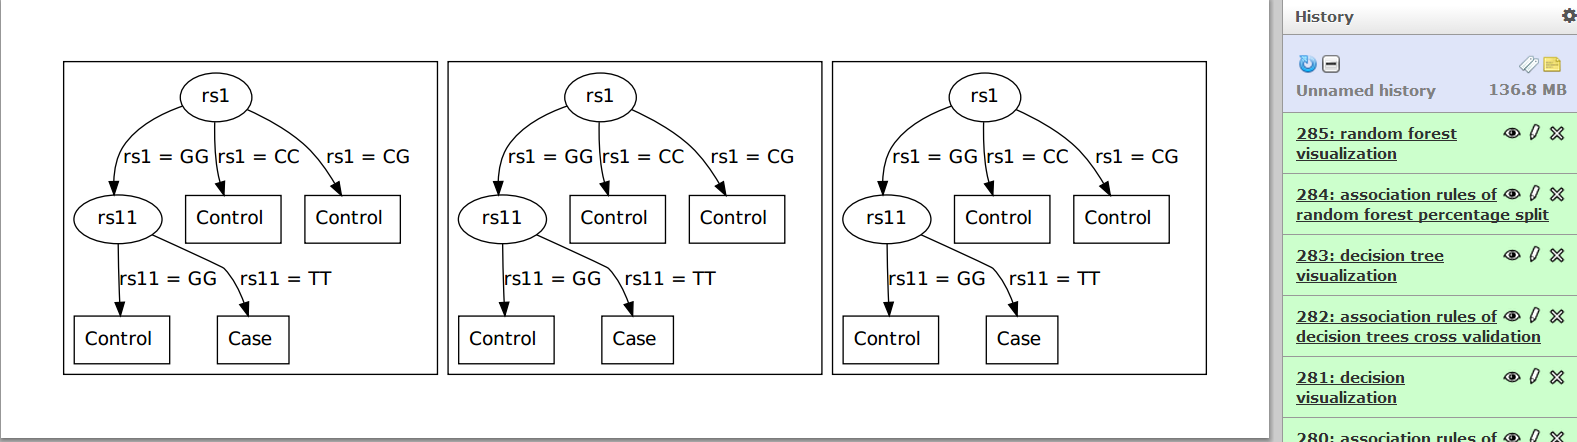 rs1
rs1 = GG
rs1 = CC
rs1 = CG
rs11
Control
Control
rs11 = GG
rs11 = TT
Control
Case
rs1
rs1 = GG
rs1 = CC
rs1 = CG
rs11
Control
Control
rs11 = GG
rs11 = TT
Control
Case
rs1
rs1 = GG
rs1 = CC
rs1 = CG
rs11
Control
Control
rs11 = GG
rs11 = TT
Control
Case
History
Unnamed history
136.8 MB
285: random forest
visualization
284: association rules of
random forest percentage split
283: decision tree
visualization
282: association rules of
decision trees cross validation
281: decision
visualization
280: association rules of